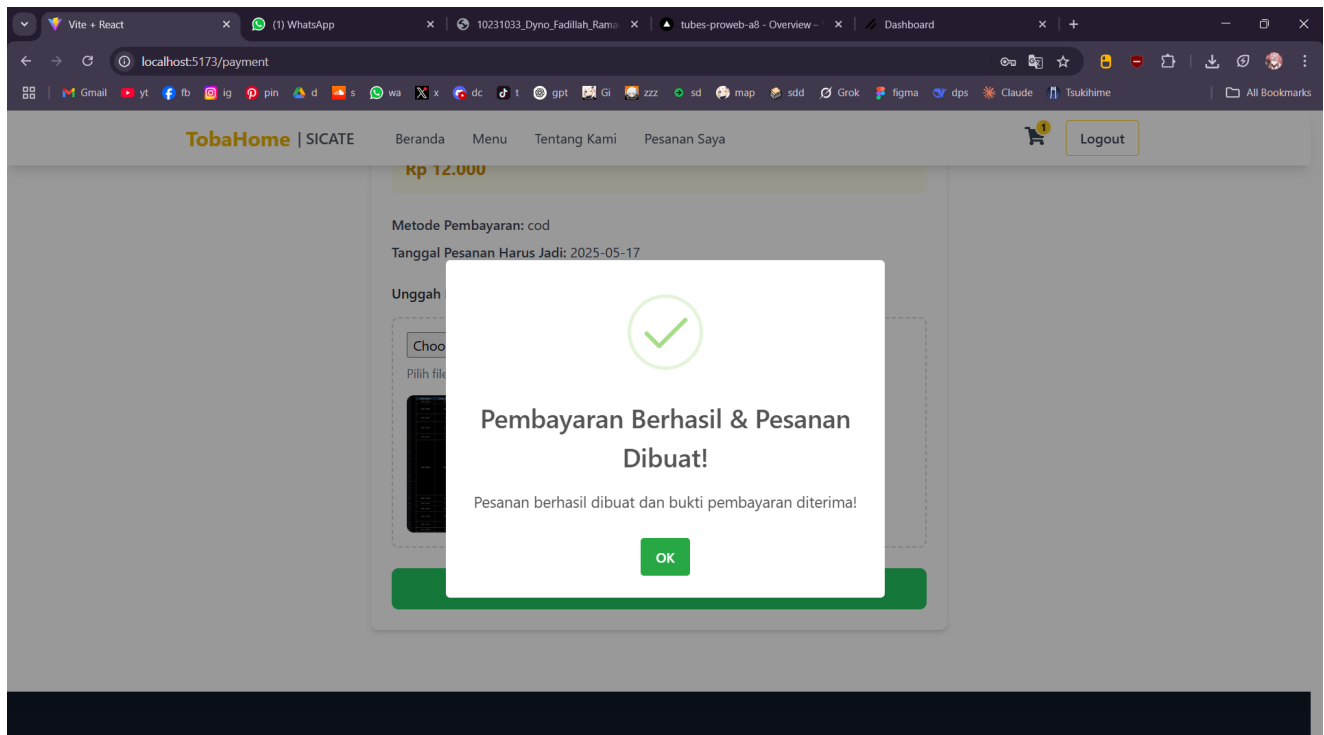 Vite + React
(1) WhatsApp
10231033_Dyno_Fadillah_Rama
tubes-proweb-a8 - Overview –
Dashboard
localhost:5173/payment
Gmail yt fb ig pin d s wa x dc t gpt Gi zzz sd map sdd Grok figma dps Claude Tsukihime All Bookmarks
TobaHome | SICATE Beranda Menu Tentang Kami Pesanan Saya 1 Logout
Rp 12.000
Metode Pembayaran: cod
Tanggal Pesanan Harus Jadi: 2025-05-17
Unggah
Choo
Pilih file
Pembayaran Berhasil & Pesanan
Dibuat!
Pesanan berhasil dibuat dan bukti pembayaran diterima!
OK